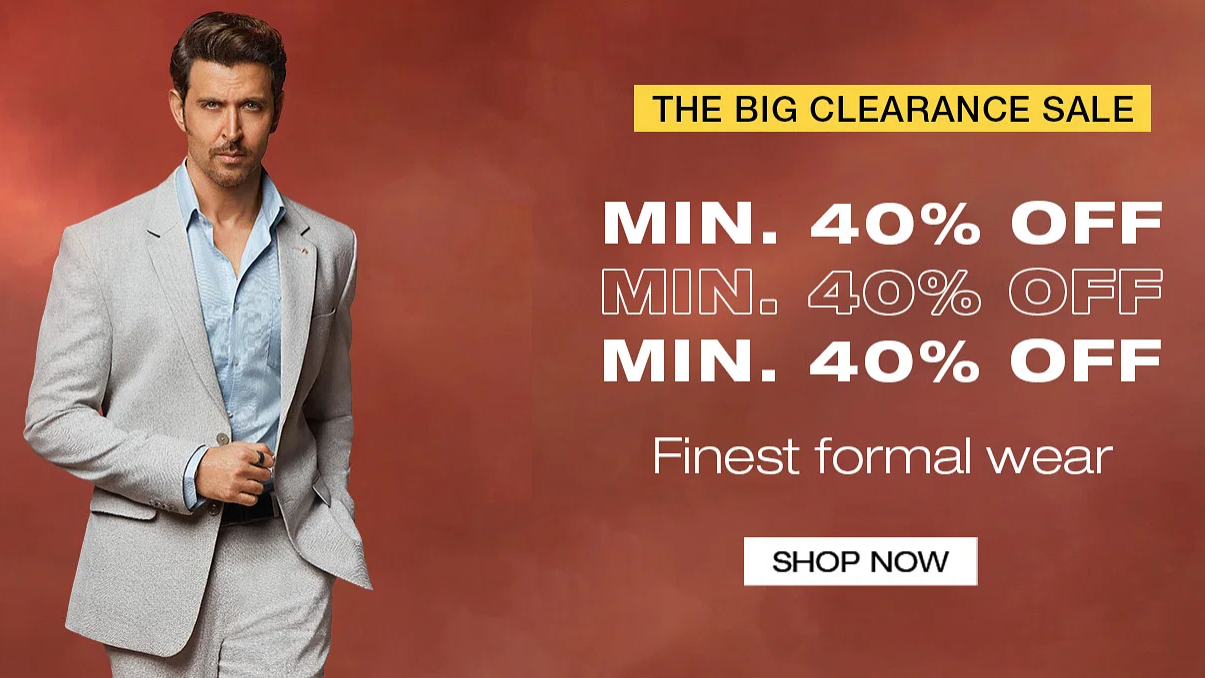 THE BIG CLEARANCE SALE
MIN. 40% OFF
MIN. 40% OFF
MIN. 40% OFF
Finest formal wear
SHOP NOW